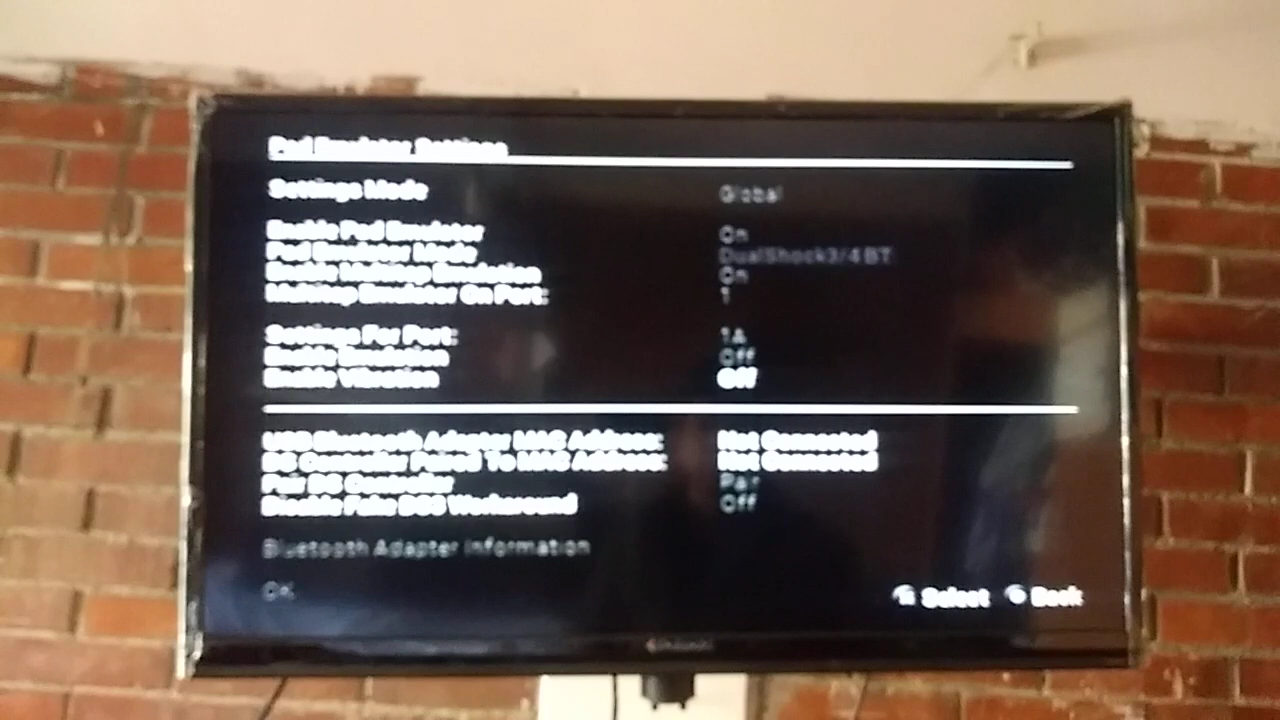 Pad Emulator Settings
Settings Mode Global
Enable Pad Emulator On
Pad Emulator Mode DualShock3/4 BT
Enable Multitap Emulation On
Multitap Emulator On Port: 1
Settings For Port: 1A
Enable Emulation Off
Enable Vibration Off
USB Bluetooth Adapter MAC Address: Not Connected
DS Controller Paired To MAC Address: Not Connected
Pair DS Controller Pair
Disable Fake DS3 Workaround Off
Bluetooth Adapter Information
OK
Select Back